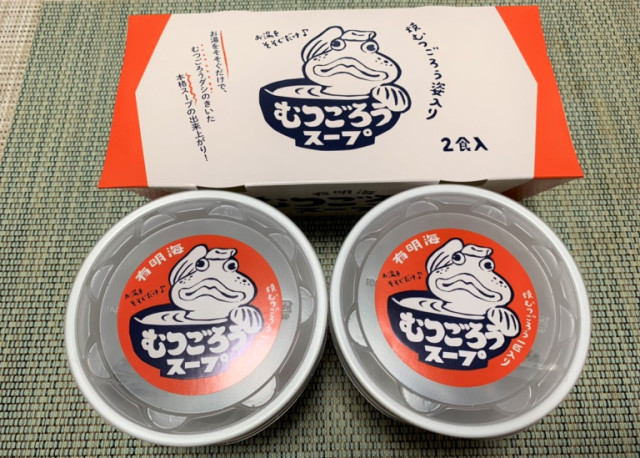 お湯をそそぐだけで、
むつごろうダシのきいた
本格スープの出来上がり!
お湯を
そそぐだけ♪
むつごろう
スープ
焼むつごろう姿入り
2食入
有明海
むつごろう
有明海
お湯を
そそぐだけ♪
むつごろう
スープ
有明海
お湯を
そそぐだけ♪
むつごろう
スープ